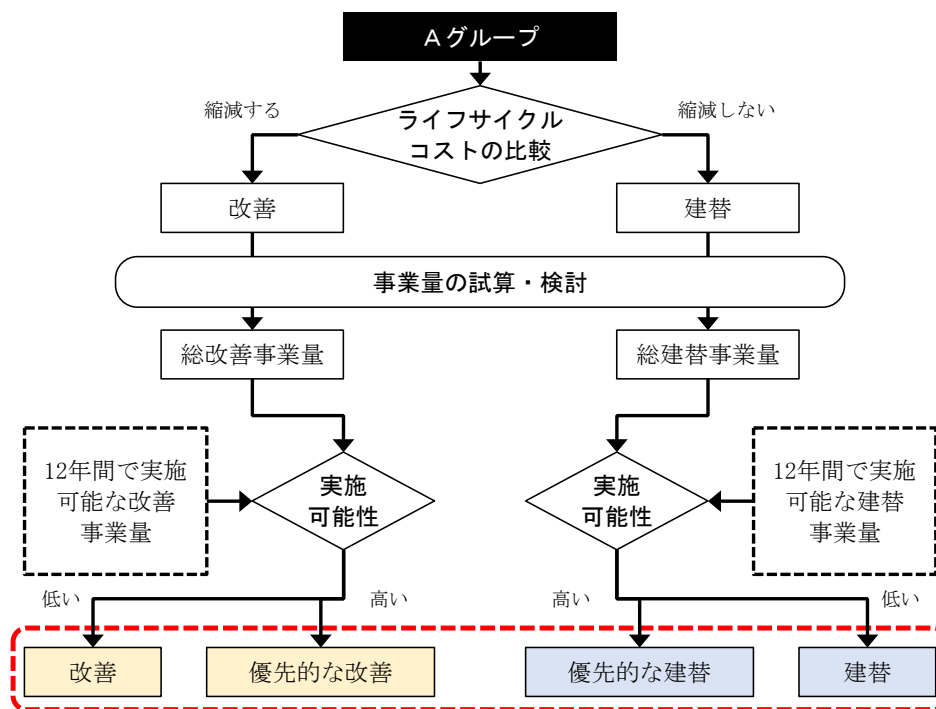 Aグループ
縮減する
縮減しない
ライフサイクル
コストの比較
改善
建替
事業量の試算・検討
総改善事業量
総建替事業量
12年間で実施
可能な改善
事業量
実施
可能性
実施
可能性
12年間で実施
可能な建替
事業量
低い
高い
高い
低い
改善
優先的な改善
優先的な建替
建替